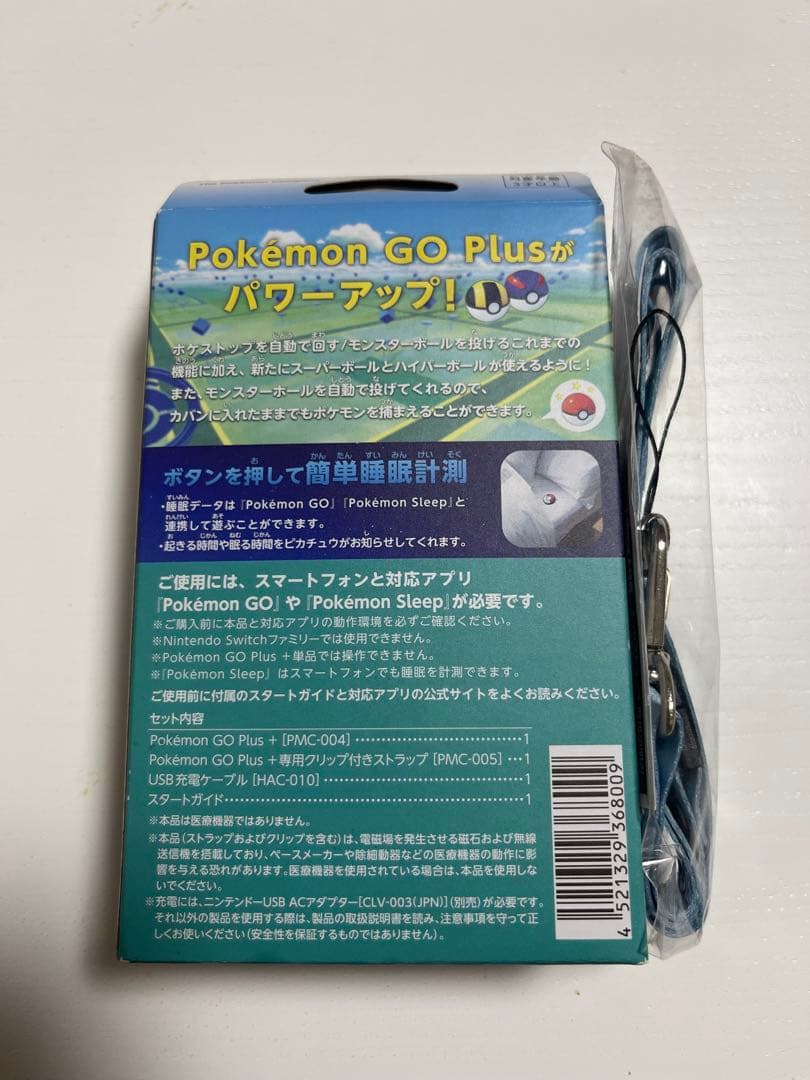 対象年齢
3才以上
Pokémon GO Plusが
パワーアップ!
ポケストップを自動で回す/モンスターボールを投げるこれまでの
機能に加え、新たにスーパーボールとハイパーボールが使えるように!
また、モンスターボールを自動で投げてくれるので、
カバンに入れたままでもポケモンを捕まえることができます。
ボタンを押して簡単睡眠計測
・睡眠データは『Pokémon GO』『Pokémon Sleep』と
連携して遊ぶことができます。
・起きる時間や眠る時間をピカチュウがお知らせしてくれます。
ご使用には、スマートフォンと対応アプリ
『Pokémon GO』や『Pokémon Sleep』が必要です。
※ご購入前に本品と対応アプリの動作環境を必ずご確認ください。
※Nintendo Switchファミリーでは使用できません。
※Pokémon GO Plus +単品では操作できません。
※『Pokémon Sleep』はスマートフォンでも睡眠を計測できます。
ご使用前に付属のスタートガイドと対応アプリの公式サイトをよくお読みください。
セット内容
Pokémon GO Plus +[PMC-004]…………………1
Pokémon GO Plus +専用クリップ付きストラップ[PMC-005]…1
USB充電ケーブル[HAC-010]…………………1
スタートガイド…………………1
※本品は医療機器ではありません。
※本品(ストラップおよびクリップを含む)は、電磁場を発生させる磁石および無線
送信機を搭載しており、ペースメーカーや除細動器などの医療機器の動作に影
響を与える恐れがあります。医療機器を使用されている場合は、本品を使用しな
いでください。
※充電には、ニンテンドーUSB ACアダプター[CLV-003(JPN)](別売)が必要です。
それ以外の製品を使用する際は、製品の取扱説明書を読み、注意事項を守って正
しくお使いください(安全性を保証するものではありません)。
4 521329 368009